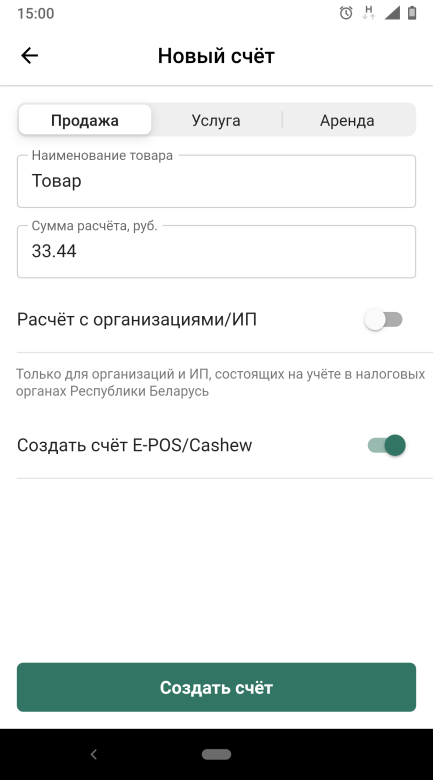 15:00
H
Новый счёт
Продажа
Услуга
Аренда
Наименование товара
Товар
Сумма расчёта, руб.
33.44
Расчёт с организациями/ИП
Только для организаций и ИП, состоящих на учёте в налоговых
органах Республики Беларусь
Создать счёт E-POS/Cashew
Создать счёт